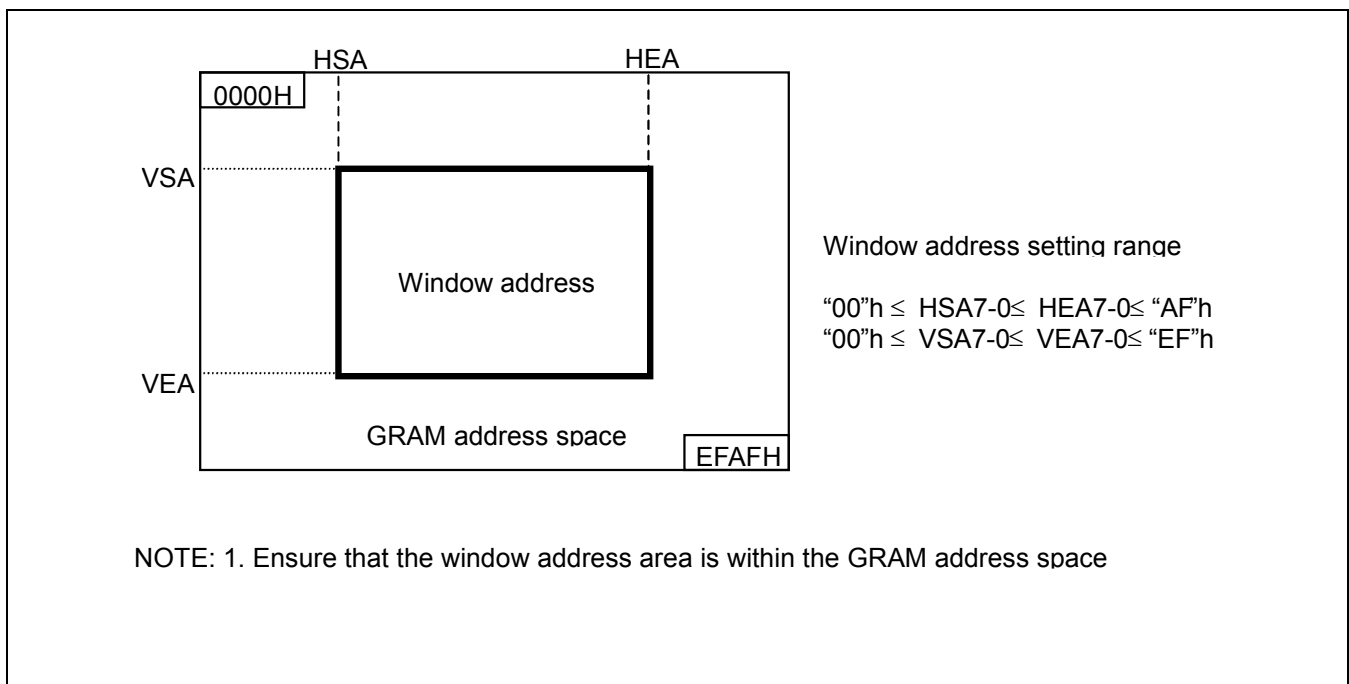 HSA HEA
0000H
VSA
Window address setting range
Window address
"00"h ≤ HSA7-0≤ HEA7-0≤ "AF"h
"00"h ≤ VSA7-0≤ VEA7-0≤ "EF"h
VEA
GRAM address space
EFAFH
NOTE: 1. Ensure that the window address area is within the GRAM address space